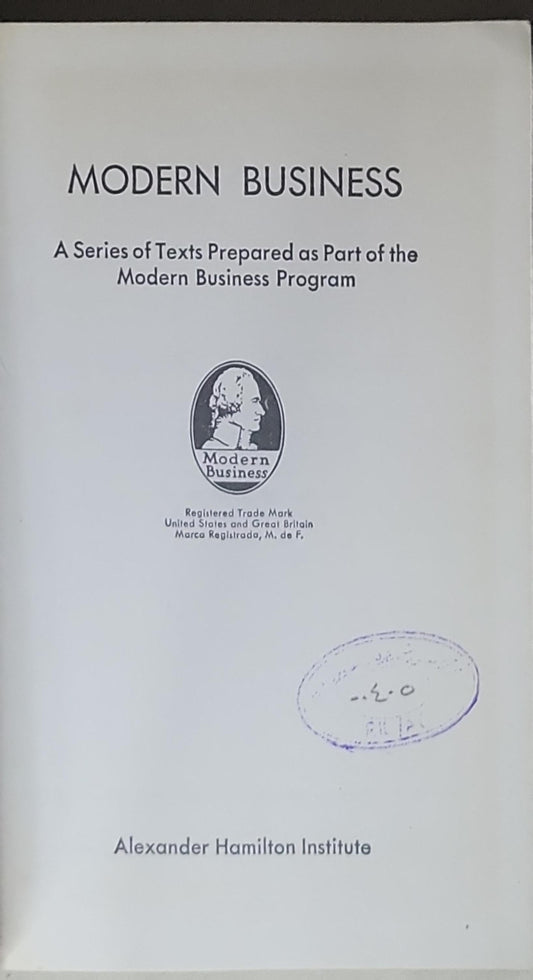 MODERN BUSINESS
A Series of Texts Prepared as Part of the
Modern Business Program
Modern
Business
Registered Trade Mark
United States and Great Britain
Marca Registrada, M. de F.
..٤٠٥
Alexander Hamilton Institute